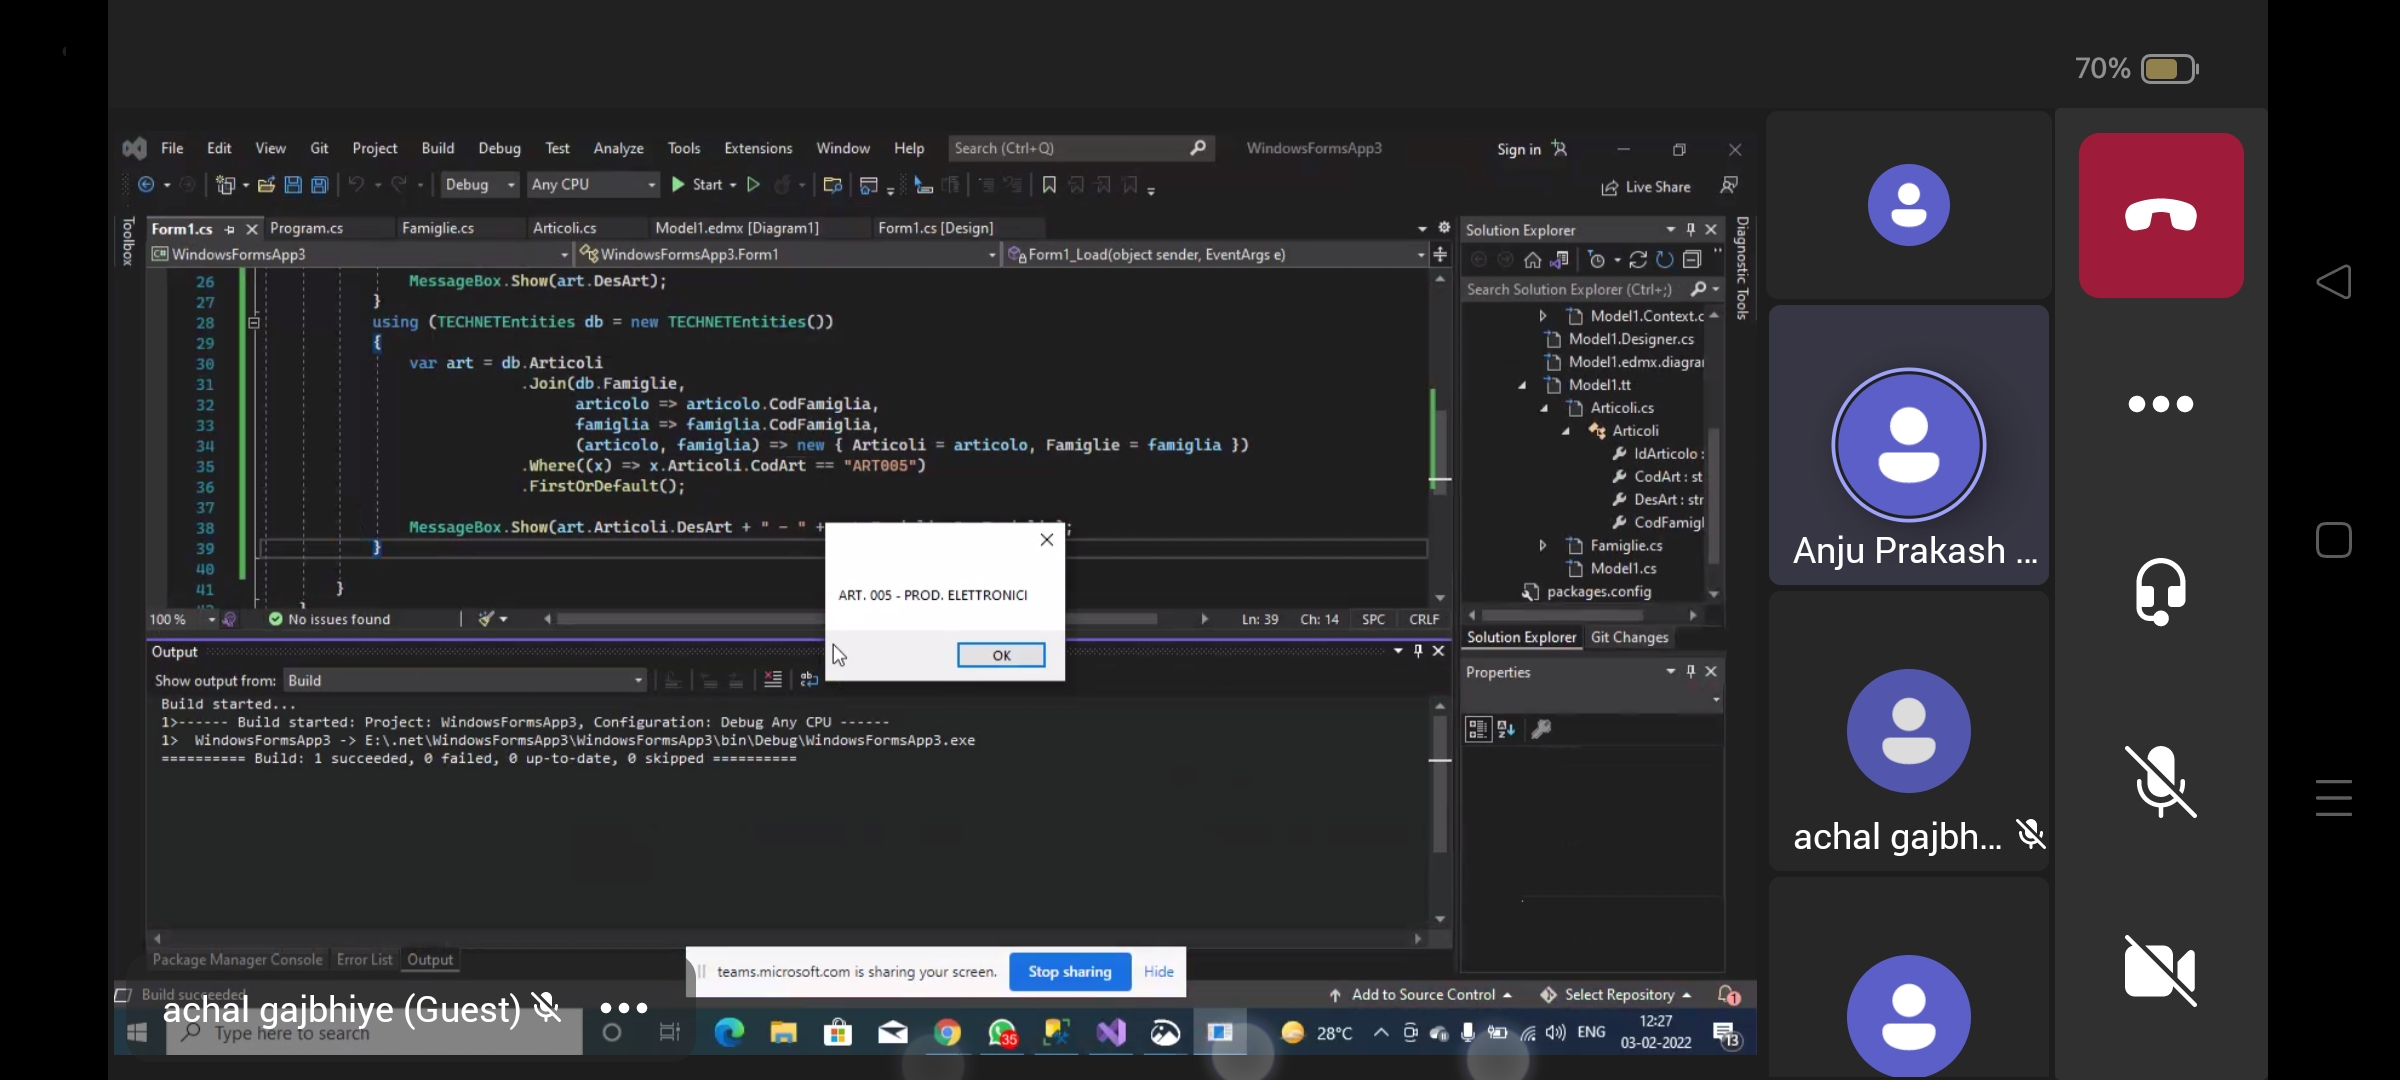 70%
File Edit View Git Project Build Debug Test Analyze Tools Extensions Window Help Search (Ctrl+Q) WindowsFormsApp3 Sign in
Debug Any CPU Start Live Share
Toolbox
Form1.cs Program.cs Famiglie.cs Articoli.cs Model1.edmx [Diagram1] Form1.cs [Design]
WindowsFormsApp3 WindowsFormsApp3.Form1 Form1_Load(object sender, EventArgs e)
26 MessageBox.Show(art.DesArt);
27 }
28 using (TECHNETEntities db = new TECHNETEntities())
29 {
30 var art = db.Articoli
31 .Join(db.Famiglie,
32 articolo => articolo.CodFamiglia,
33 famiglia => famiglia.CodFamiglia,
34 (articolo, famiglia) => new { Articoli = articolo, Famiglie = famiglia })
35 .Where((x) => x.Articoli.CodArt == "ART005")
36 .FirstOrDefault();
37
38 MessageBox.Show(art.Articoli.DesArt + " - " +
39 }
40
41 }
100 % No issues found Ln: 39 Ch: 14 SPC CRLF
ART. 005 - PROD. ELETTRONICI
OK
Output
Show output from: Build
Build started...
1>------ Build started: Project: WindowsFormsApp3, Configuration: Debug Any CPU ------
1> WindowsFormsApp3 -> E:\.net\WindowsFormsApp3\WindowsFormsApp3\bin\Debug\WindowsFormsApp3.exe
========== Build: 1 succeeded, 0 failed, 0 up-to-date, 0 skipped ==========
Package Manager Console Error List Output
Solution Explorer
Search Solution Explorer (Ctrl+;)
Model1.Context.c
Model1.Designer.cs
Model1.edmx.diagra
Model1.tt
Articoli.cs
Articoli
IdArticolo :
CodArt : st
DesArt : str
CodFamigl
Famiglie.cs
Model1.cs
packages.config
Solution Explorer Git Changes
Properties
Diagnostic Tools
teams.microsoft.com is sharing your screen. Stop sharing Hide
Build succeeded
Add to Source Control Select Repository 1
achal gajbhiye (Guest)
Type here to search
35
28°C ENG
12:27
03-02-2022
13
Anju Prakash ...
achal gajbh...